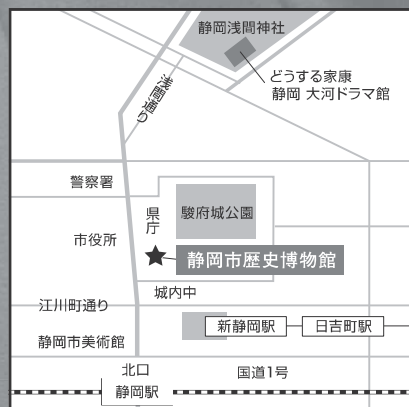 静岡浅間神社
どうする家康
静岡 大河ドラマ館
浅間通り
警察署
県庁
駿府城公園
市役所
静岡市歴史博物館
城内中
江川町通り
新静岡駅
日吉町駅
静岡市美術館
北口
国道1号
静岡駅